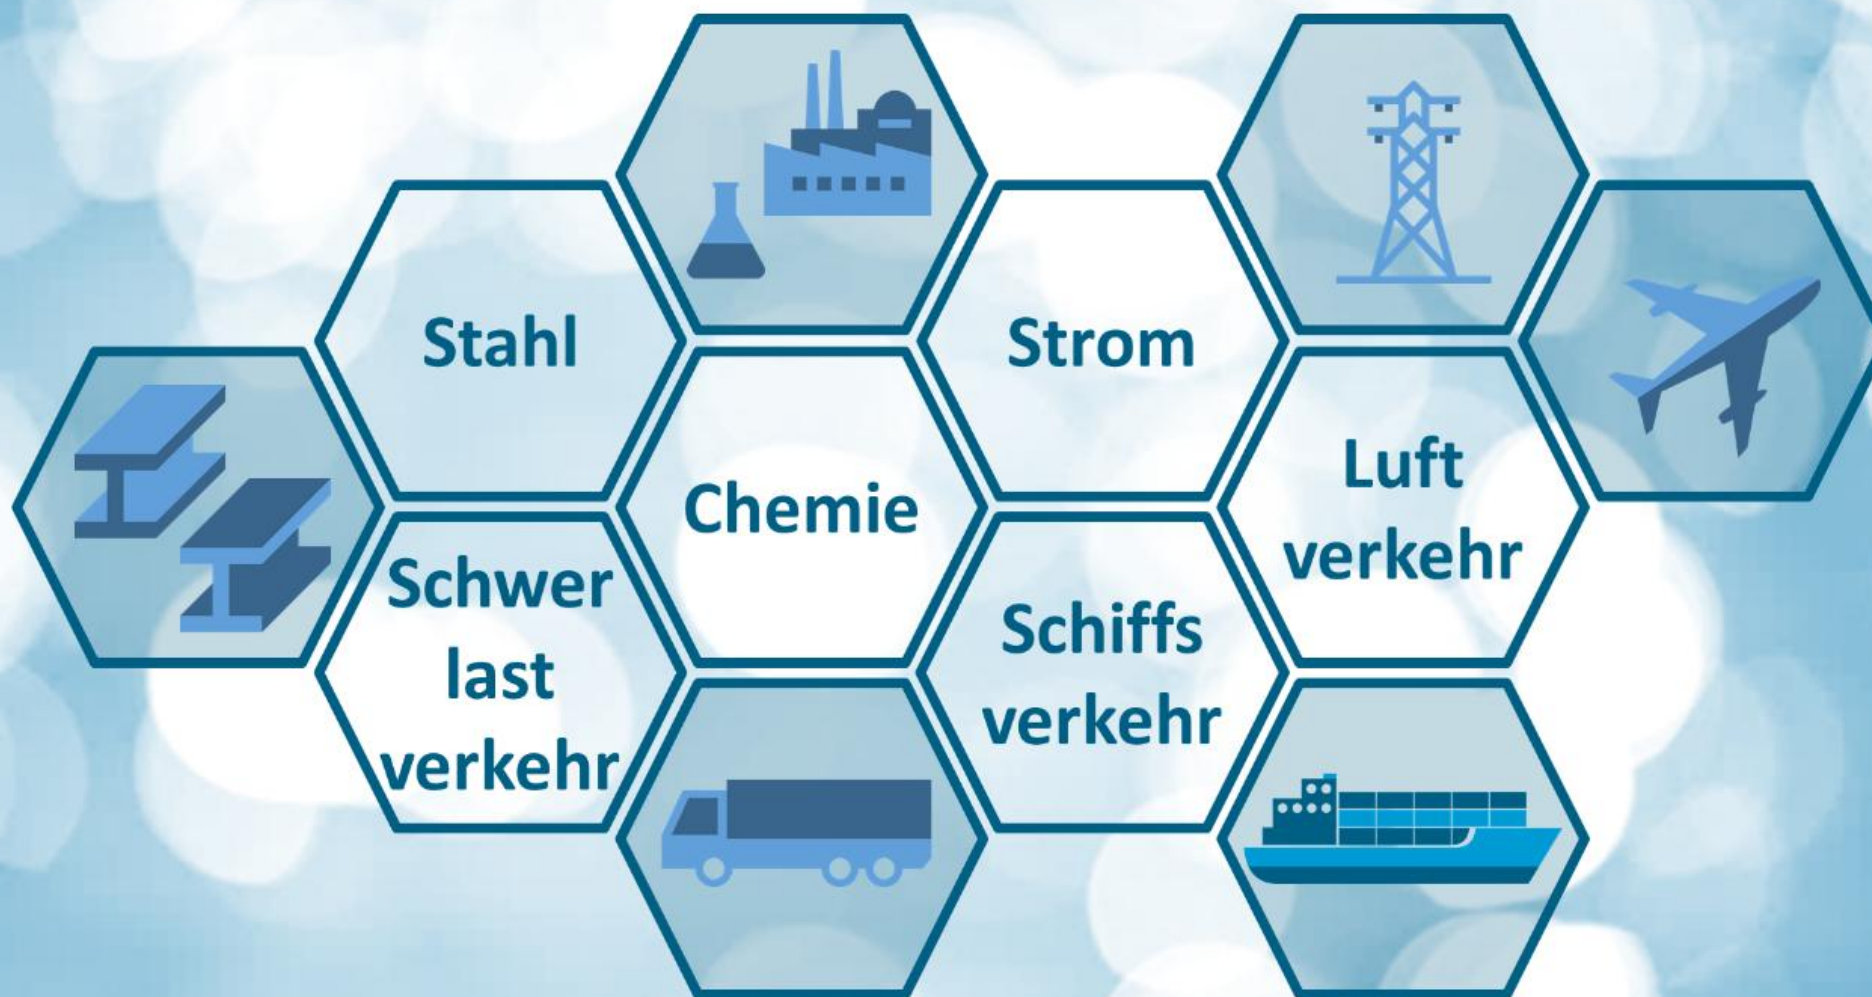 Stahl
Strom
Chemie
Luft
verkehr
Schwer
last
verkehr
Schiffs
verkehr